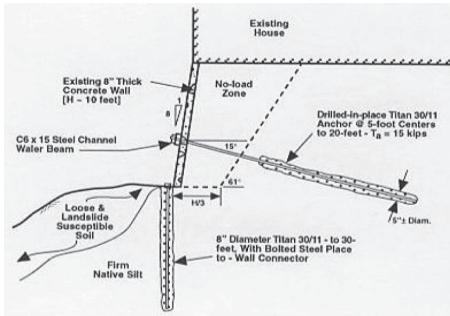 Existing
House
Existing 8" Thick
Concrete Wall
[H ~ 10 feet]
No-load
Zone
1
8
Drilled-in-place Titan 30/11
Anchor @ 5-foot Centers
to 20-feet - Ta = 15 kips
C6 x 15 Steel Channel
Waler Beam
15°
61°
H/3
5"± Diam.
Loose &
Landslide
Susceptible
Soil
8" Diameter Titan 30/11 - to 30-
feet, With Bolted Steel Place
to - Wall Connector
Firm
Native Silt